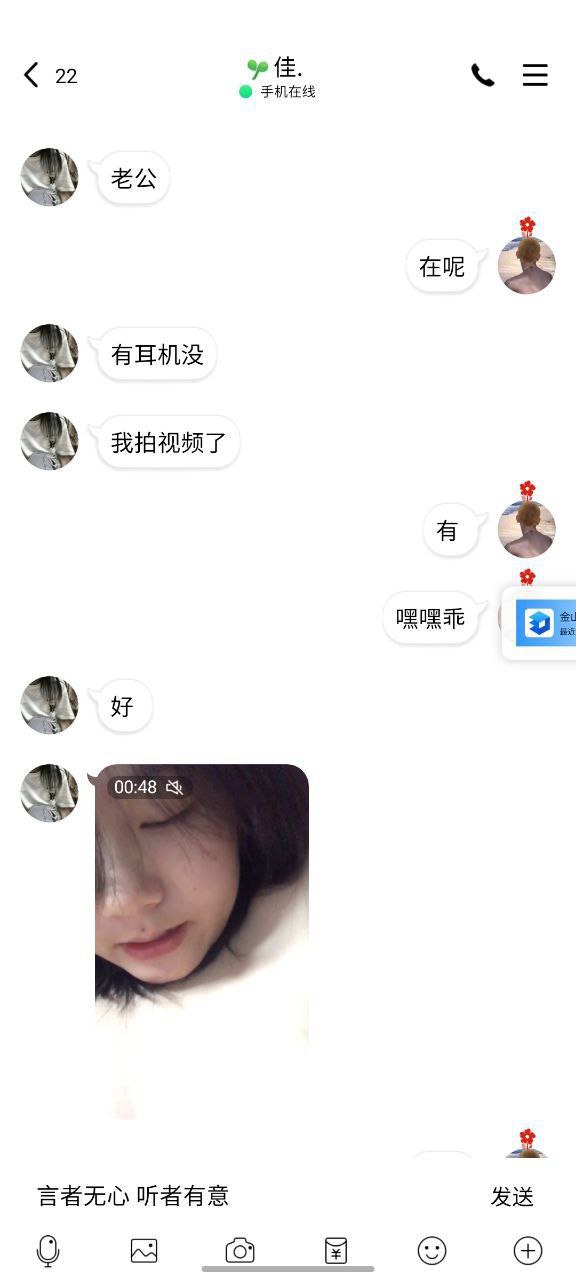 22
佳.
手机在线
老公
在呢
有耳机没
我拍视频了
有
嘿嘿乖
金山
最近
好
00:48
言者无心 听者有意
发送